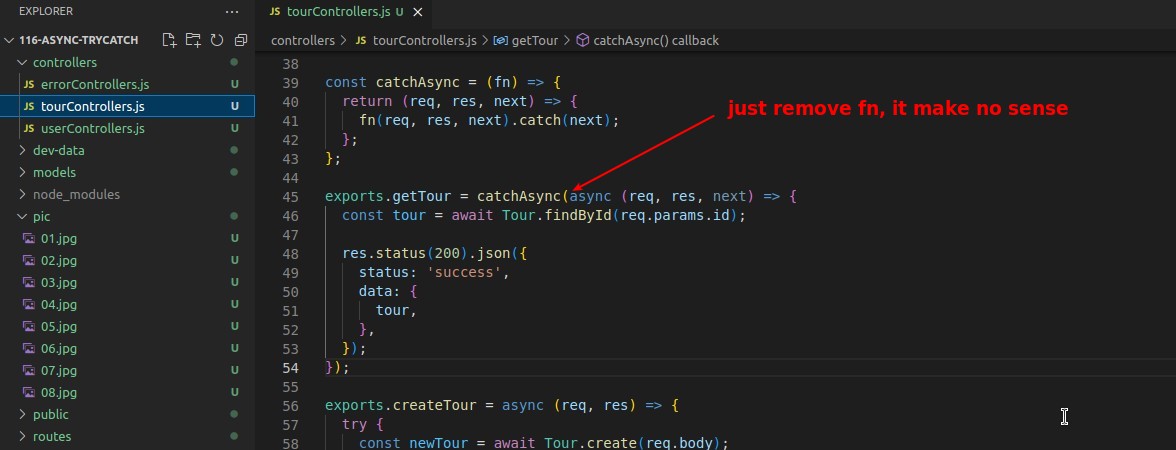 EXPLORER ...
tourControllers.js U ×
116-ASYNC-TRYCATCH
controllers > JS tourControllers.js > getTour > catchAsync() callback
controllers
JS errorControllers.js U
JS tourControllers.js U
JS userControllers.js U
dev-data
models
node_modules
pic
01.jpg U
02.jpg U
03.jpg U
04.jpg U
05.jpg U
06.jpg U
07.jpg U
08.jpg U
public
routes
38
39 const catchAsync = (fn) => {
40 return (req, res, next) => {
41 fn(req, res, next).catch(next);
42 };
43 };
44
45 exports.getTour = catchAsync(async (req, res, next) => {
46 const tour = await Tour.findById(req.params.id);
47
48 res.status(200).json({
49 status: 'success',
50 data: {
51 tour,
52 },
53 });
54 });
55
56 exports.createTour = async (req, res) => {
57 try {
58 const newTour = await Tour.create(req.body);
just remove fn, it make no sense